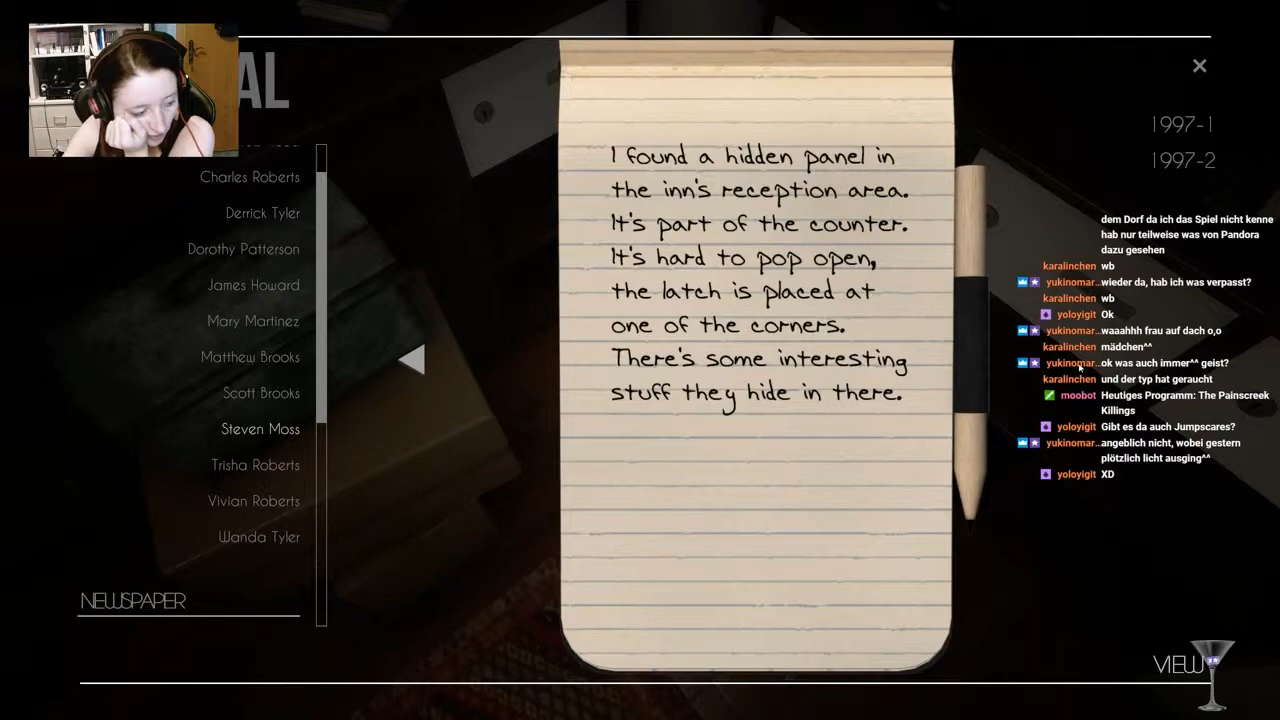 AL
Charles Roberts
Derrick Tyler
Dorothy Patterson
James Howard
Mary Martinez
Matthew Brooks
Scott Brooks
Steven Moss
Trisha Roberts
Vivian Roberts
Wanda Tyler
NEWSPAPER
I found a hidden panel in
the inn's reception area.
It's part of the counter.
It's hard to pop open,
the latch is placed at
one of the corners.
There's some interesting
stuff they hide in there.
1997-1
1997-2
dem Dorf da ich das Spiel nicht kenne
hab nur teilweise was von Pandora
dazu gesehen
karalinchen wb
yukinomar... wieder da, hab ich was verpasst?
karalinchen wb
yoloyigit Ok
yukinomar... waaahhh frau auf dach o,o
karalinchen mädchen^^
yukinomar... ok was auch immer^^ geist?
karalinchen und der typ hat geraucht
moobot Heutiges Programm: The Painscreek
Killings
yoloyigit Gibt es da auch Jumpscares?
yukinomar... angeblich nicht, wobei gestern
plötzlich licht ausging^^
yoloyigit XD
VIEW